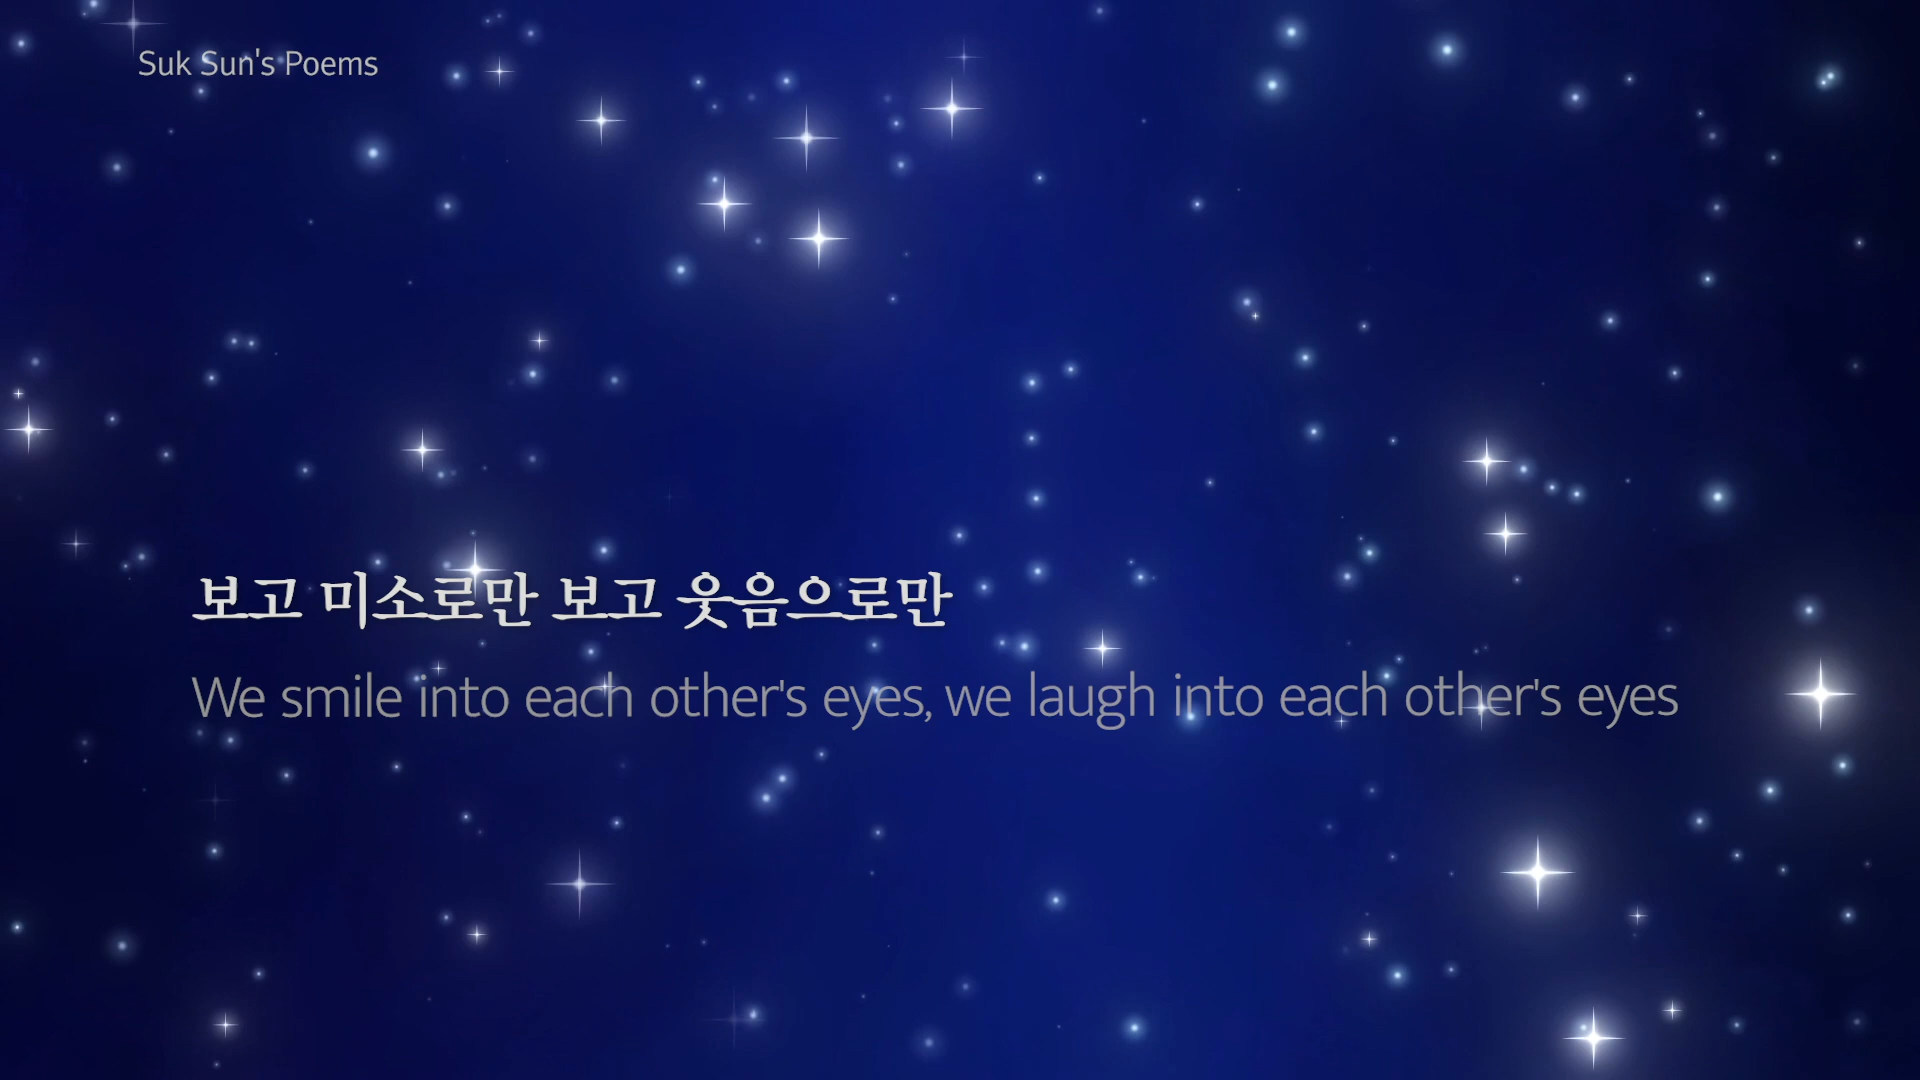 Suk Sun's Poems
보고 미소로만 보고 웃음으로만
We smile into each other's eyes, we laugh into each other's eyes